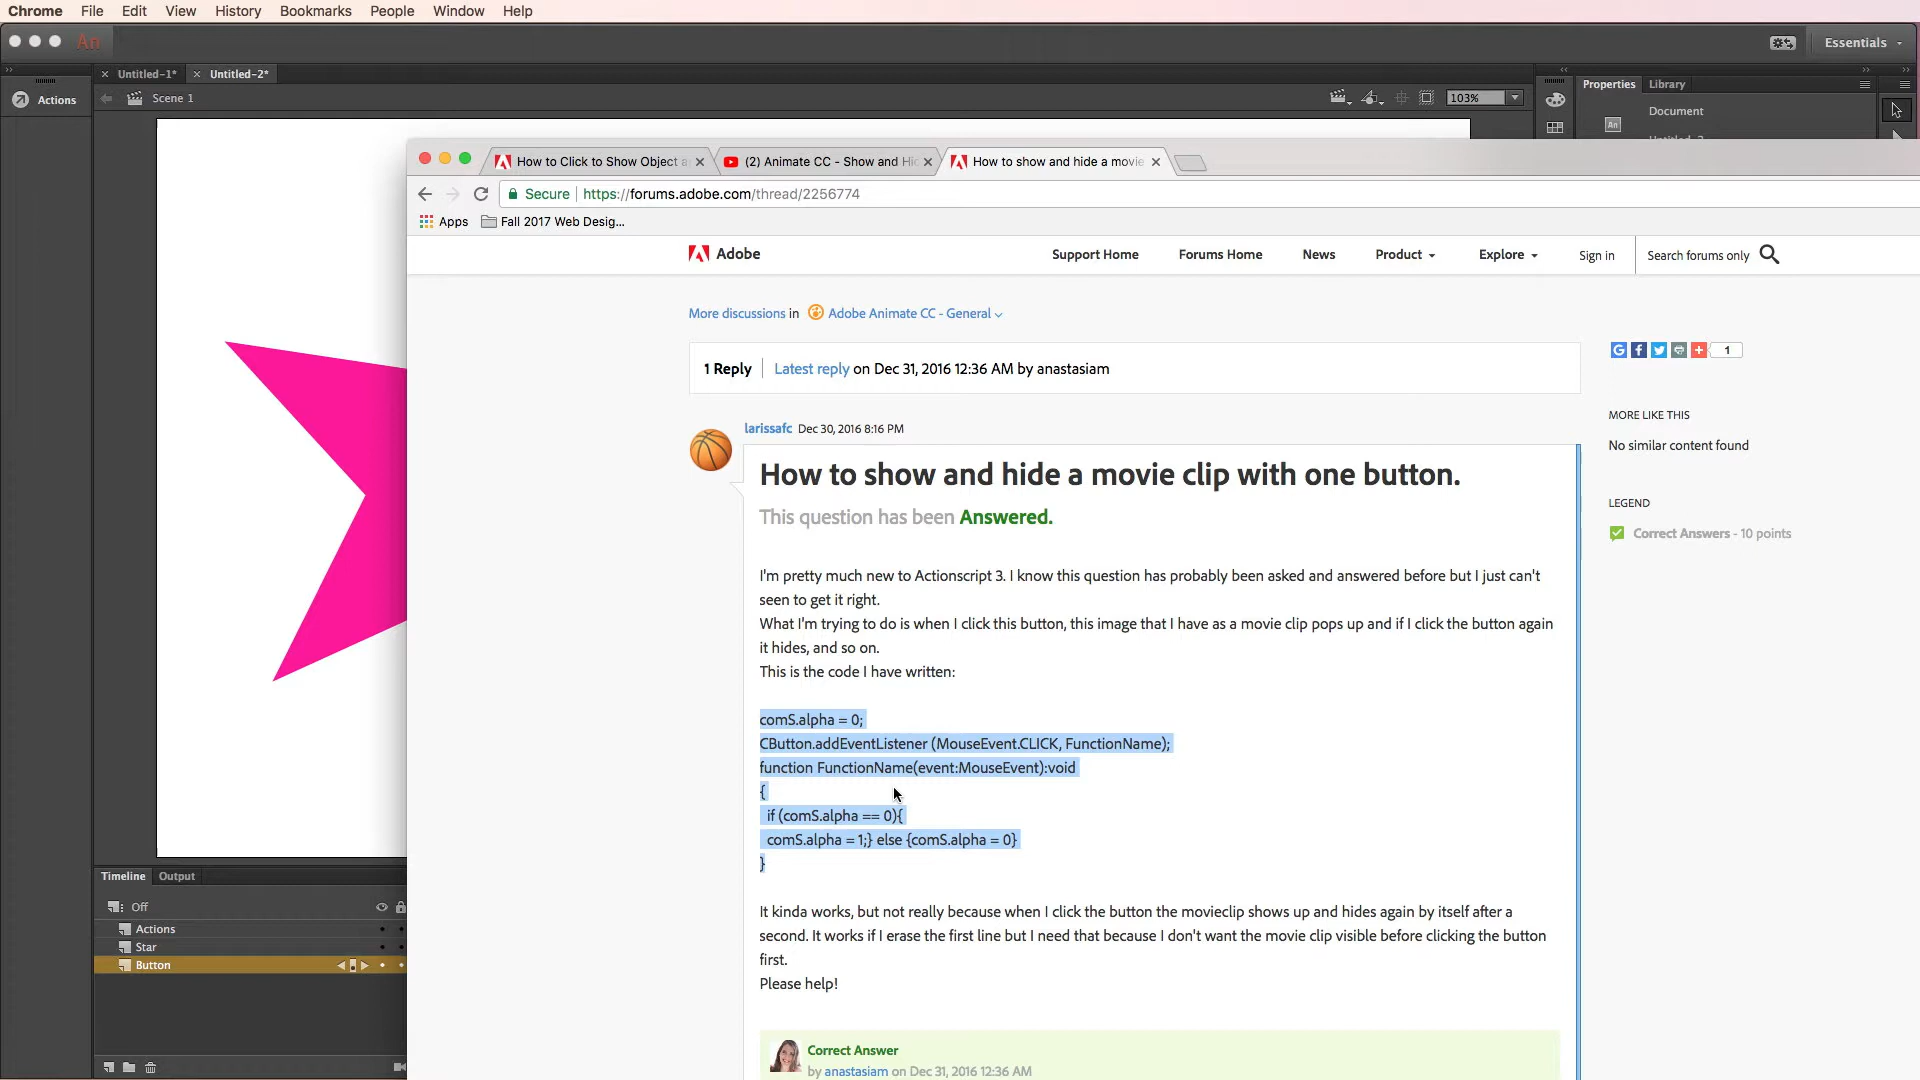 Chrome File Edit View History Bookmarks People Window Help
An
Essentials
Untitled-1* Untitled-2*
Properties Library
Actions
Scene 1
103%
Document
An
How to Click to Show Object a
(2) Animate CC - Show and Hi
How to show and hide a movie
Secure https://forums.adobe.com/thread/2256774
Apps Fall 2017 Web Desig...
Adobe
Support Home Forums Home News Product Explore Sign in Search forums only
More discussions in Adobe Animate CC - General
1 Reply Latest reply on Dec 31, 2016 12:36 AM by anastasiam
1
MORE LIKE THIS
No similar content found
LEGEND
Correct Answers - 10 points
larissafc Dec 30, 2016 8:16 PM
How to show and hide a movie clip with one button.
This question has been Answered.
I'm pretty much new to Actionscript 3. I know this question has probably been asked and answered before but I just can't
seen to get it right.
What I'm trying to do is when I click this button, this image that I have as a movie clip pops up and if I click the button again
it hides, and so on.
This is the code I have written:
comS.alpha = 0;
CButton.addEventListener (MouseEvent.CLICK, FunctionName);
function FunctionName(event:MouseEvent):void
{
if (comS.alpha == 0){
comS.alpha = 1;} else {comS.alpha = 0}
}
It kinda works, but not really because when I click the button the movieclip shows up and hides again by itself after a
second. It works if I erase the first line but I need that because I don't want the movie clip visible before clicking the button
first.
Please help!
Correct Answer
by anastasiam on Dec 31, 2016 12:36 AM
Timeline Output
Off
Actions
Star
Button